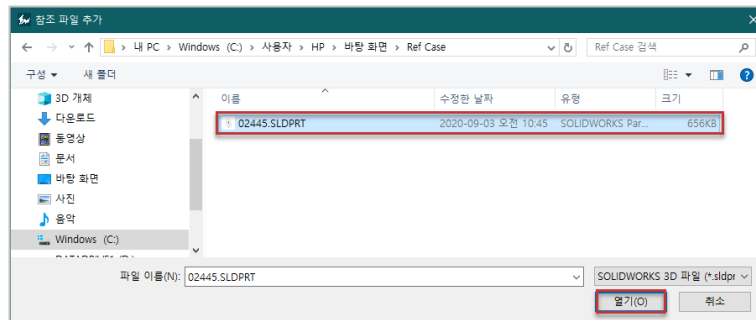 참조 파일 추가
내 PC > Windows (C:) > 사용자 > HP > 바탕 화면 > Ref Case Ref Case 검색
구성 새 폴더
3D 개체 이름 수정한 날짜 유형 크기
다운로드 02445.SLDPRT 2020-09-03 오전 10:45 SOLIDWORKS Par... 656KB
동영상
문서
바탕 화면
사진
음악
Windows (C:)
파일 이름(N): 02445.SLDPRT SOLIDWORKS 3D 파일 (*.sldpr
열기(O) 취소